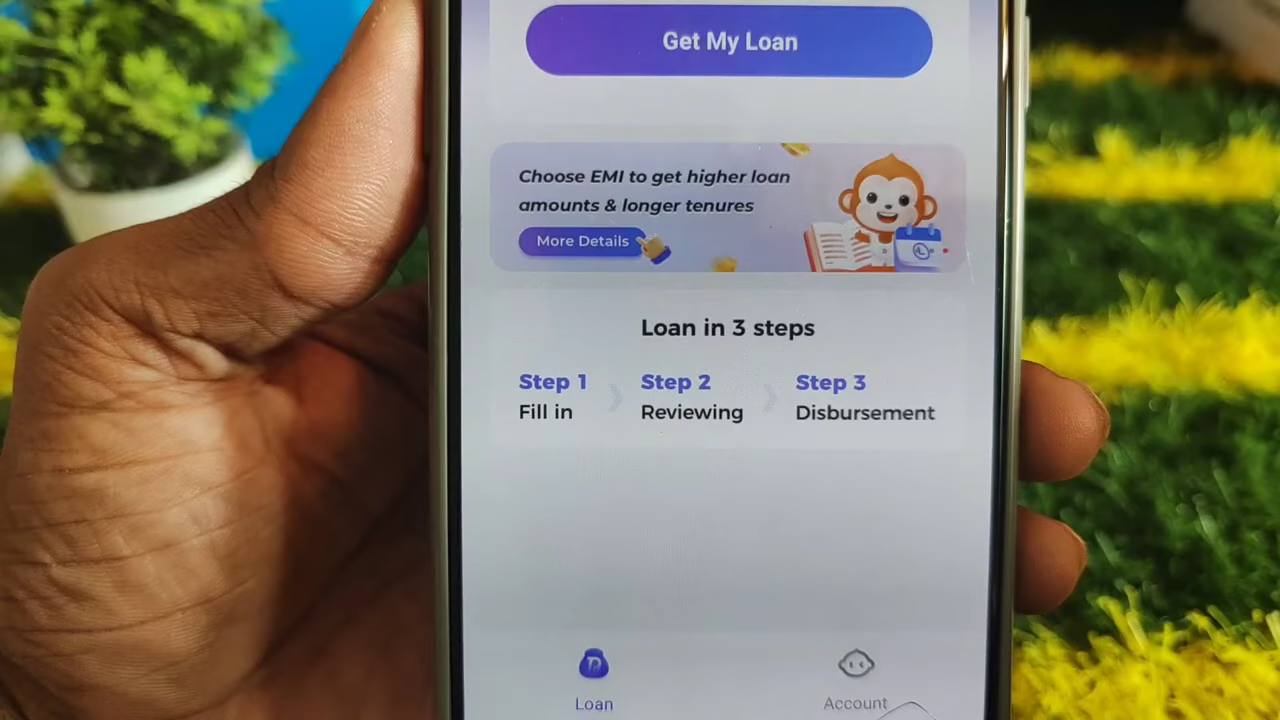 Get My Loan
Choose EMI to get higher loan
amounts & longer tenures
More Details
Loan in 3 steps
Step 1
Fill in
Step 2
Reviewing
Step 3
Disbursement
Loan
Account